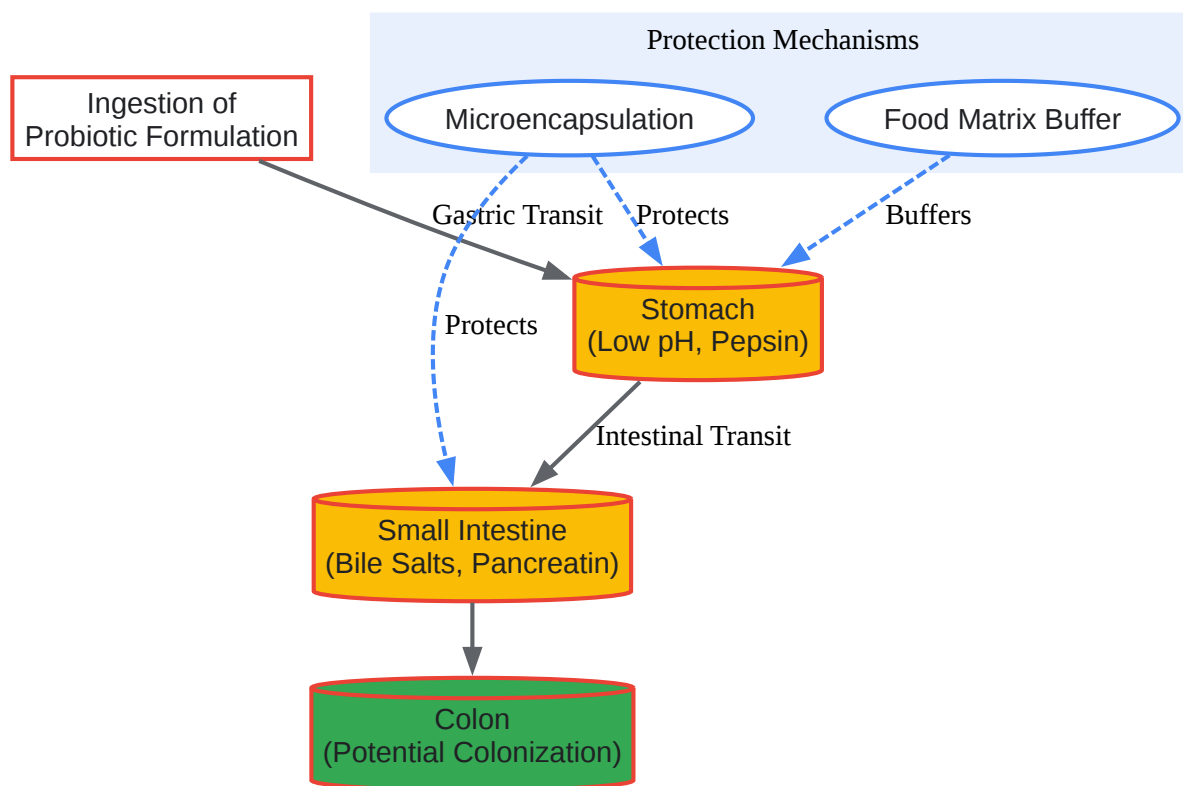 Protection Mechanisms
Ingestion of
Probiotic Formulation
Microencapsulation
Food Matrix Buffer
Gastric Transit
Protects
Buffers
Stomach
(Low pH, Pepsin)
Protects
Intestinal Transit
Small Intestine
(Bile Salts, Pancreatin)
Colon
(Potential Colonization)